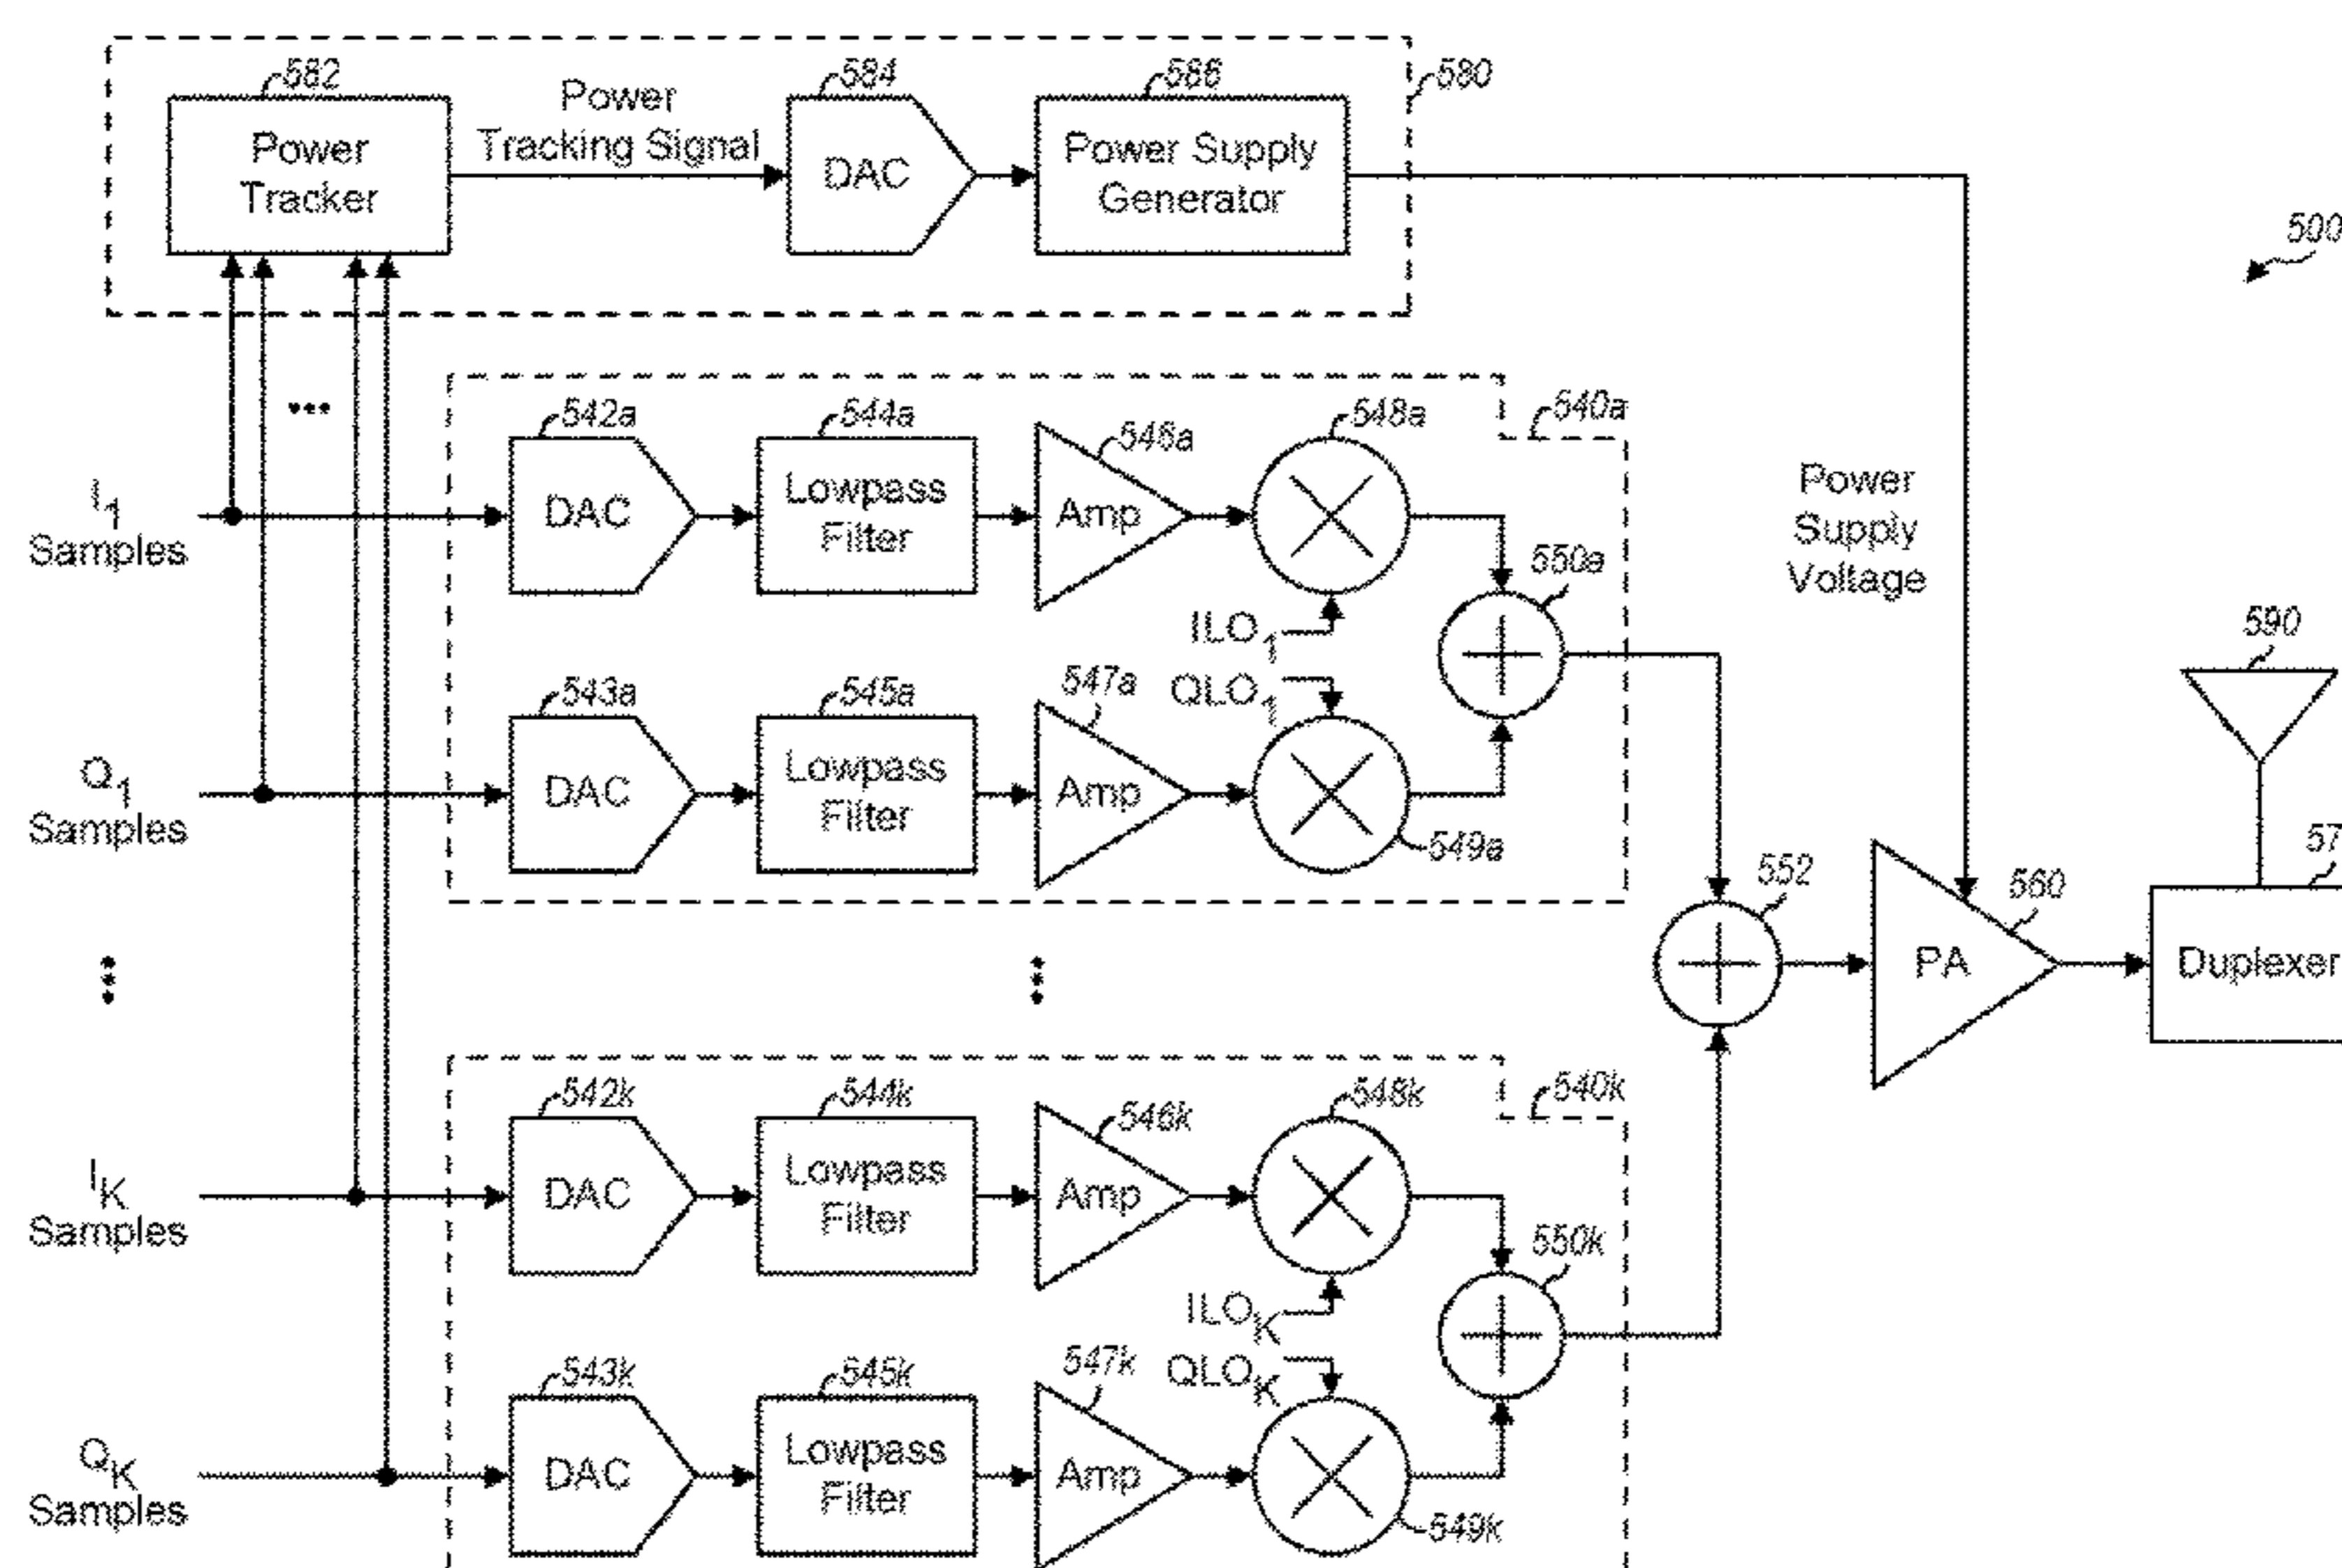 582
Power
Tracker
Power
Tracking Signal
584
DAC
586
Power Supply
Generator
580
500
...
I1
Samples
542a
DAC
544a
Lowpass
Filter
546a
Amp
548a
540a
ILO1
550a
Power
Supply
Voltage
Q1
Samples
543a
DAC
545a
Lowpass
Filter
547a
Amp
QLO1
549a
590
552
560
PA
57
Duplexer
IK
Samples
542k
DAC
544k
Lowpass
Filter
546k
Amp
548k
540k
ILOK
550k
QK
Samples
543k
DAC
545k
Lowpass
Filter
547k
Amp
QLOK
549k